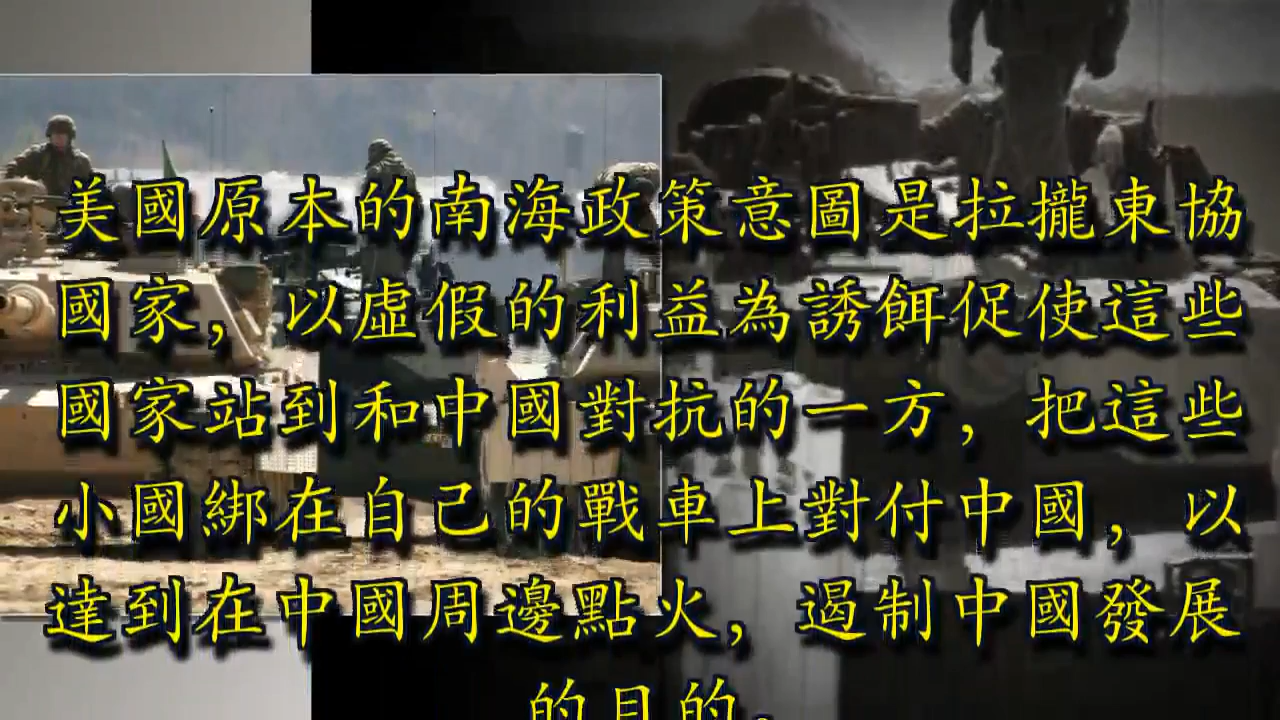 美國原本的南海政策意圖是拉攏東協
國家，以虛假的利益為誘餌促使這些
國家站到和中國對抗的一方，把這些
小國綁在自己的戰車上對付中國，以
達到在中國周邊點火，遏制中國發展
的目的。